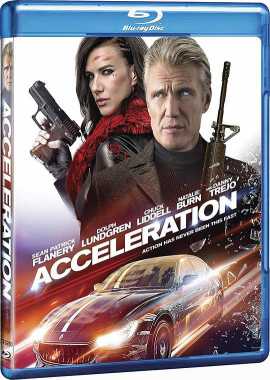 Blu-ray Disc
ACCELERATION
SEAN PATRICK FLANERY
DOLPH LUNDGREN
CHUCK LIDDELL
NATALIE BURN
AND DANNY TREJO
ACCELERATION
ACTION HAS NEVER BEEN THIS FAST